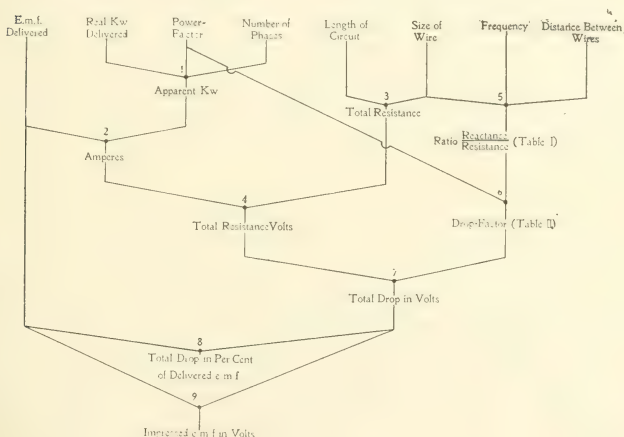 E.m.f.
Delivered
Real Kw
Delivered
Power-
Factor
Number of
Phases
Length of
Circuit
Size of
Wire
Frequency
Distance Between
Wires
1
Apparent Kw
3
Total Resistance
5
Ratio Reactance
Resistance (Table I)
2
Amperes
4
Total Resistance Volts
6
Drop-Factor (Table II)
7
Total Drop in Volts
8
Total Drop in Per Cent
of Delivered e m f
9
Impressed e m f in Volts